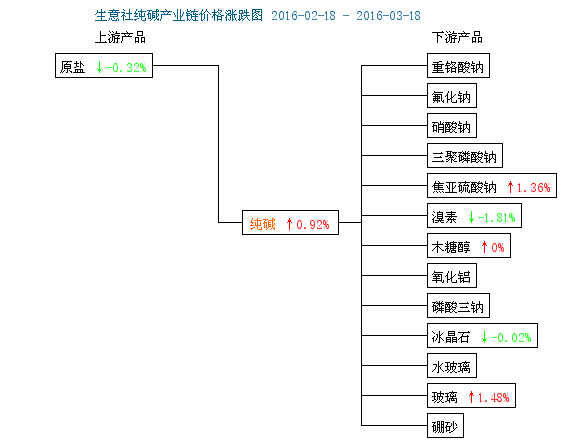 生意社纯碱产业链价格涨跌图 2016-02-18 - 2016-03-18
上游产品 下游产品
原盐 ↓-0.32%
纯碱 ↑0.92%
重铬酸钠
氟化钠
硝酸钠
三聚磷酸钠
焦亚硫酸钠 ↑1.36%
溴素 ↓-1.81%
木糖醇 ↑0%
氧化铝
磷酸三钠
冰晶石 ↓-0.02%
水玻璃
玻璃 ↑1.48%
硼砂